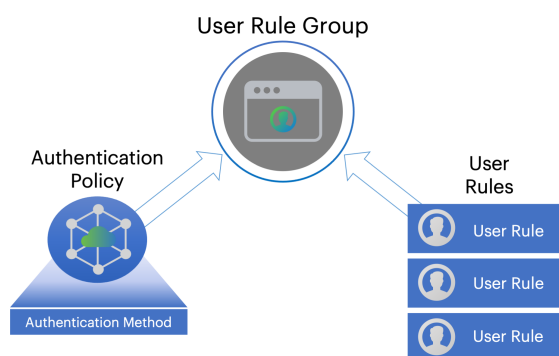 User Rule Group
Authentication
Policy
Authentication Method
User
Rules
User Rule
User Rule
User Rule